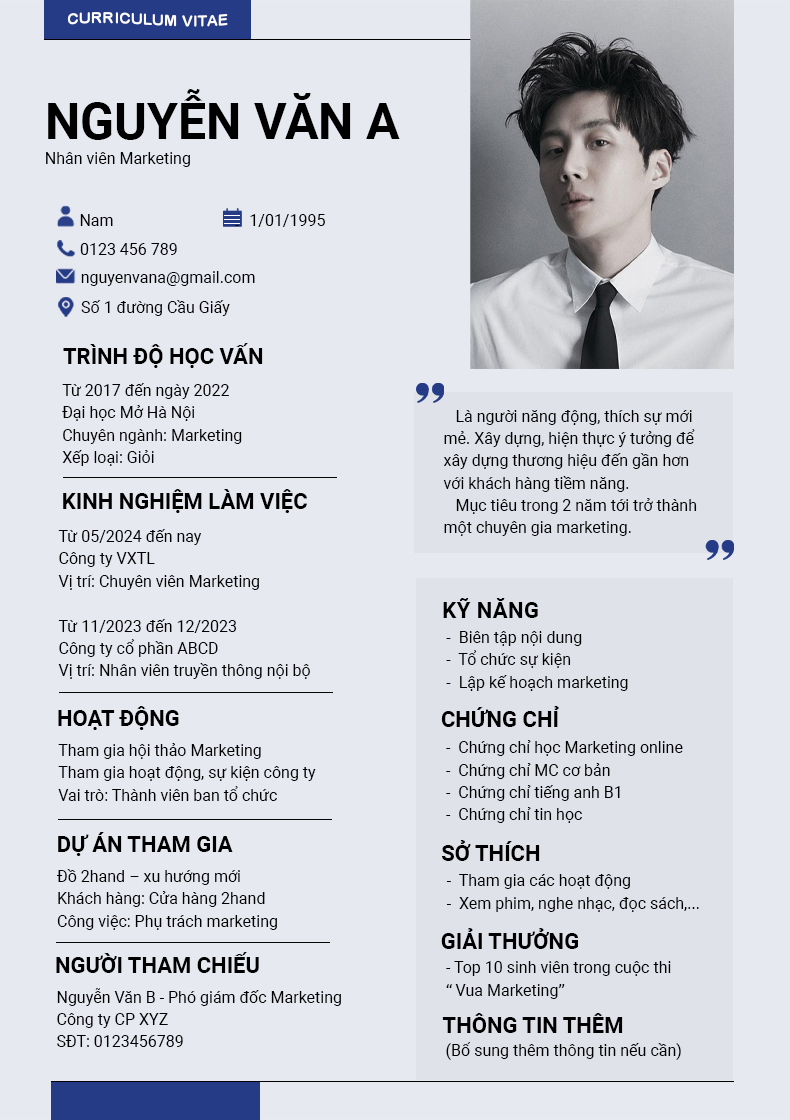 CURRICULUM VITAE
NGUYỄN VĂN A
Nhân viên Marketing
Nam
1/01/1995
0123 456 789
nguyenvana@gmail.com
Số 1 đường Cầu Giấy
TRÌNH ĐỘ HỌC VẤN
Từ 2017 đến ngày 2022
Đại học Mở Hà Nội
Chuyên ngành: Marketing
Xếp loại: Giỏi
KINH NGHIỆM LÀM VIỆC
Từ 05/2024 đến nay
Công ty VXTL
Vị trí: Chuyên viên Marketing
Từ 11/2023 đến 12/2023
Công ty cổ phần ABCD
Vị trí: Nhân viên truyền thông nội bộ
HOẠT ĐỘNG
Tham gia hội thảo Marketing
Tham gia hoạt động, sự kiện công ty
Vai trò: Thành viên ban tổ chức
DỰ ÁN THAM GIA
Đồ 2hand – xu hướng mới
Khách hàng: Cửa hàng 2hand
Công việc: Phụ trách marketing
NGƯỜI THAM CHIẾU
Nguyễn Văn B - Phó giám đốc Marketing
Công ty CP XYZ
SĐT: 0123456789
Là người năng động, thích sự mới
mẻ. Xây dựng, hiện thực ý tưởng để
xây dựng thương hiệu đến gần hơn
với khách hàng tiềm năng.
Mục tiêu trong 2 năm tới trở thành
một chuyên gia marketing.
KỸ NĂNG
- Biên tập nội dung
- Tổ chức sự kiện
- Lập kế hoạch marketing
CHỨNG CHỈ
- Chứng chỉ học Marketing online
- Chứng chỉ MC cơ bản
- Chứng chỉ tiếng anh B1
- Chứng chỉ tin học
SỞ THÍCH
- Tham gia các hoạt động
- Xem phim, nghe nhạc, đọc sách,...
GIẢI THƯỞNG
- Top 10 sinh viên trong cuộc thi
“ Vua Marketing”
THÔNG TIN THÊM
(Bổ sung thêm thông tin nếu cần)